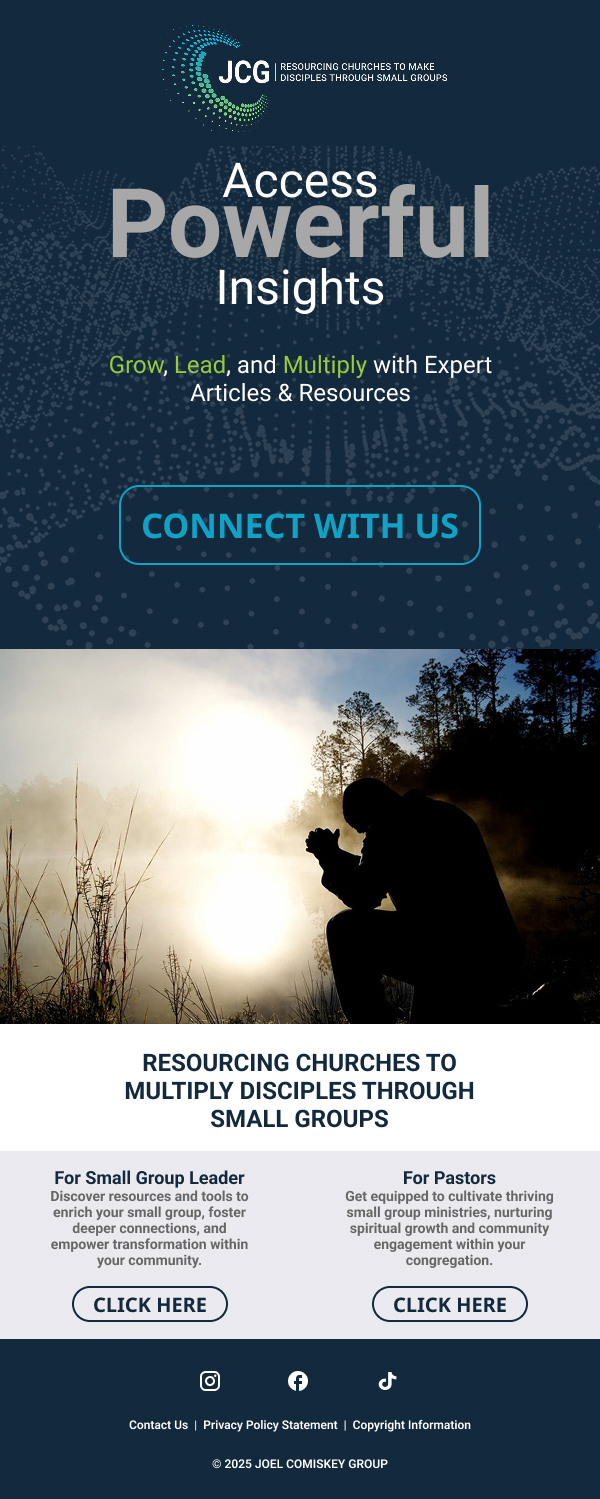 JCG
RESOURCING CHURCHES TO MAKE
DISCIPLES THROUGH SMALL GROUPS
Access
Powerful
Insights
Grow, Lead, and Multiply with Expert
Articles & Resources
CONNECT WITH US
RESOURCING CHURCHES TO
MULTIPLY DISCIPLES THROUGH
SMALL GROUPS
For Small Group Leader
Discover resources and tools to
enrich your small group, foster
deeper connections, and
empower transformation within
your community.
CLICK HERE
For Pastors
Get equipped to cultivate thriving
small group ministries, nurturing
spiritual growth and community
engagement within your
congregation.
CLICK HERE
Contact Us | Privacy Policy Statement | Copyright Information
© 2025 JOEL COMISKEY GROUP